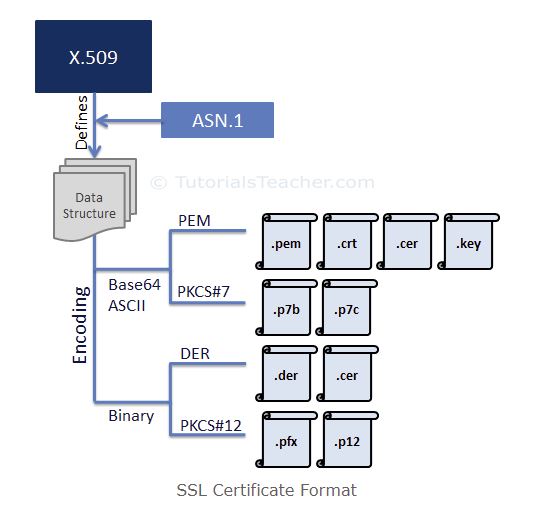 X.509
Defines
ASN.1
© TutorialsTeacher.com
Data
Structure
Encoding
Base64
ASCII
PEM
.pem
.crt
.cer
.key
PKCS#7
.p7b
.p7c
Binary
DER
.der
.cer
PKCS#12
.pfx
.p12
SSL Certificate Format